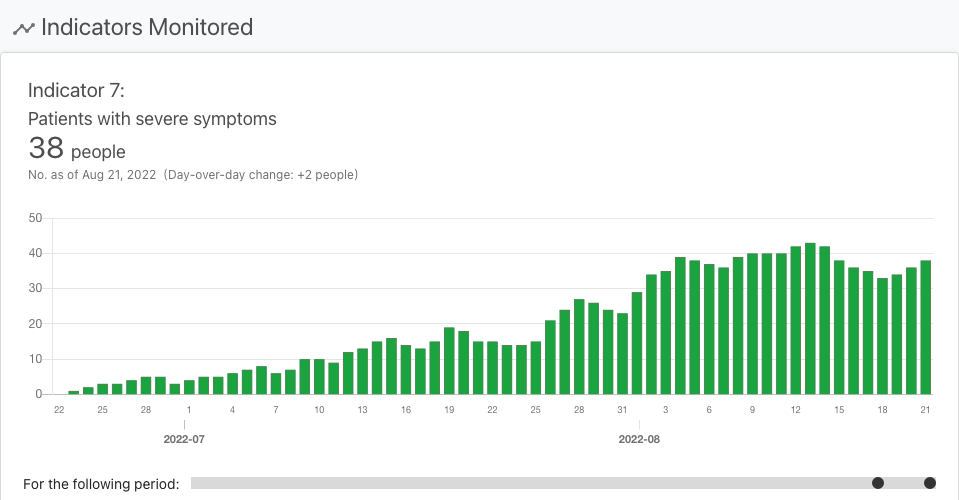 Indicators Monitored
Indicator 7:
Patients with severe symptoms
38 people
No. as of Aug 21, 2022 (Day-over-day change: +2 people)
50
40
30
20
10
0
22 25 28 1 4 7 10 13 16 19 22 25 28 31 3 6 9 12 15 18 21
2022-07 2022-08
For the following period: